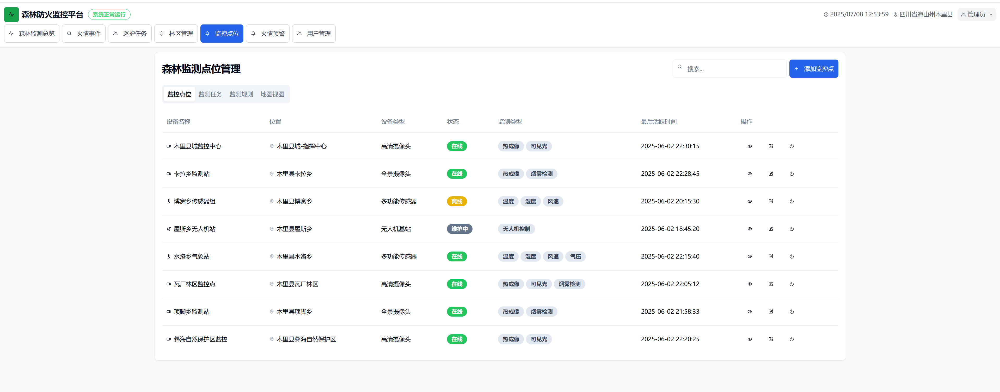 森林防火监控平台 系统正常运行 2025/07/08 12:53:59 四川省凉山州木里县 管理员
森林监测总览 火情事件 巡护任务 林区管理 监控点位 火情预警 用户管理
森林监测点位管理 搜索... 添加监控点
监控点位 监测任务 监测规则 地图视图
设备名称 位置 设备类型 状态 监测类型 最后活跃时间 操作
木里县城监控中心 木里县城-指挥中心 高清摄像头 在线 热成像 可见光 2025-06-02 22:30:15
卡拉乡监测站 木里县卡拉乡 全景摄像头 在线 热成像 烟雾检测 2025-06-02 22:28:45
博窝乡传感器组 木里县博窝乡 多功能传感器 离线 温度 湿度 风速 2025-06-02 20:15:30
屋斯乡无人机站 木里县屋斯乡 无人机基站 维护中 无人机控制 2025-06-02 18:45:20
水洛乡气象站 木里县水洛乡 多功能传感器 在线 温度 湿度 风速 气压 2025-06-02 22:15:40
瓦厂林区监控点 木里县瓦厂林区 高清摄像头 在线 热成像 可见光 烟雾检测 2025-06-02 22:05:12
项脚乡监测站 木里县项脚乡 全景摄像头 在线 热成像 烟雾检测 2025-06-02 21:58:33
彝海自然保护区监控 木里县彝海自然保护区 高清摄像头 在线 热成像 可见光 2025-06-02 22:20:25